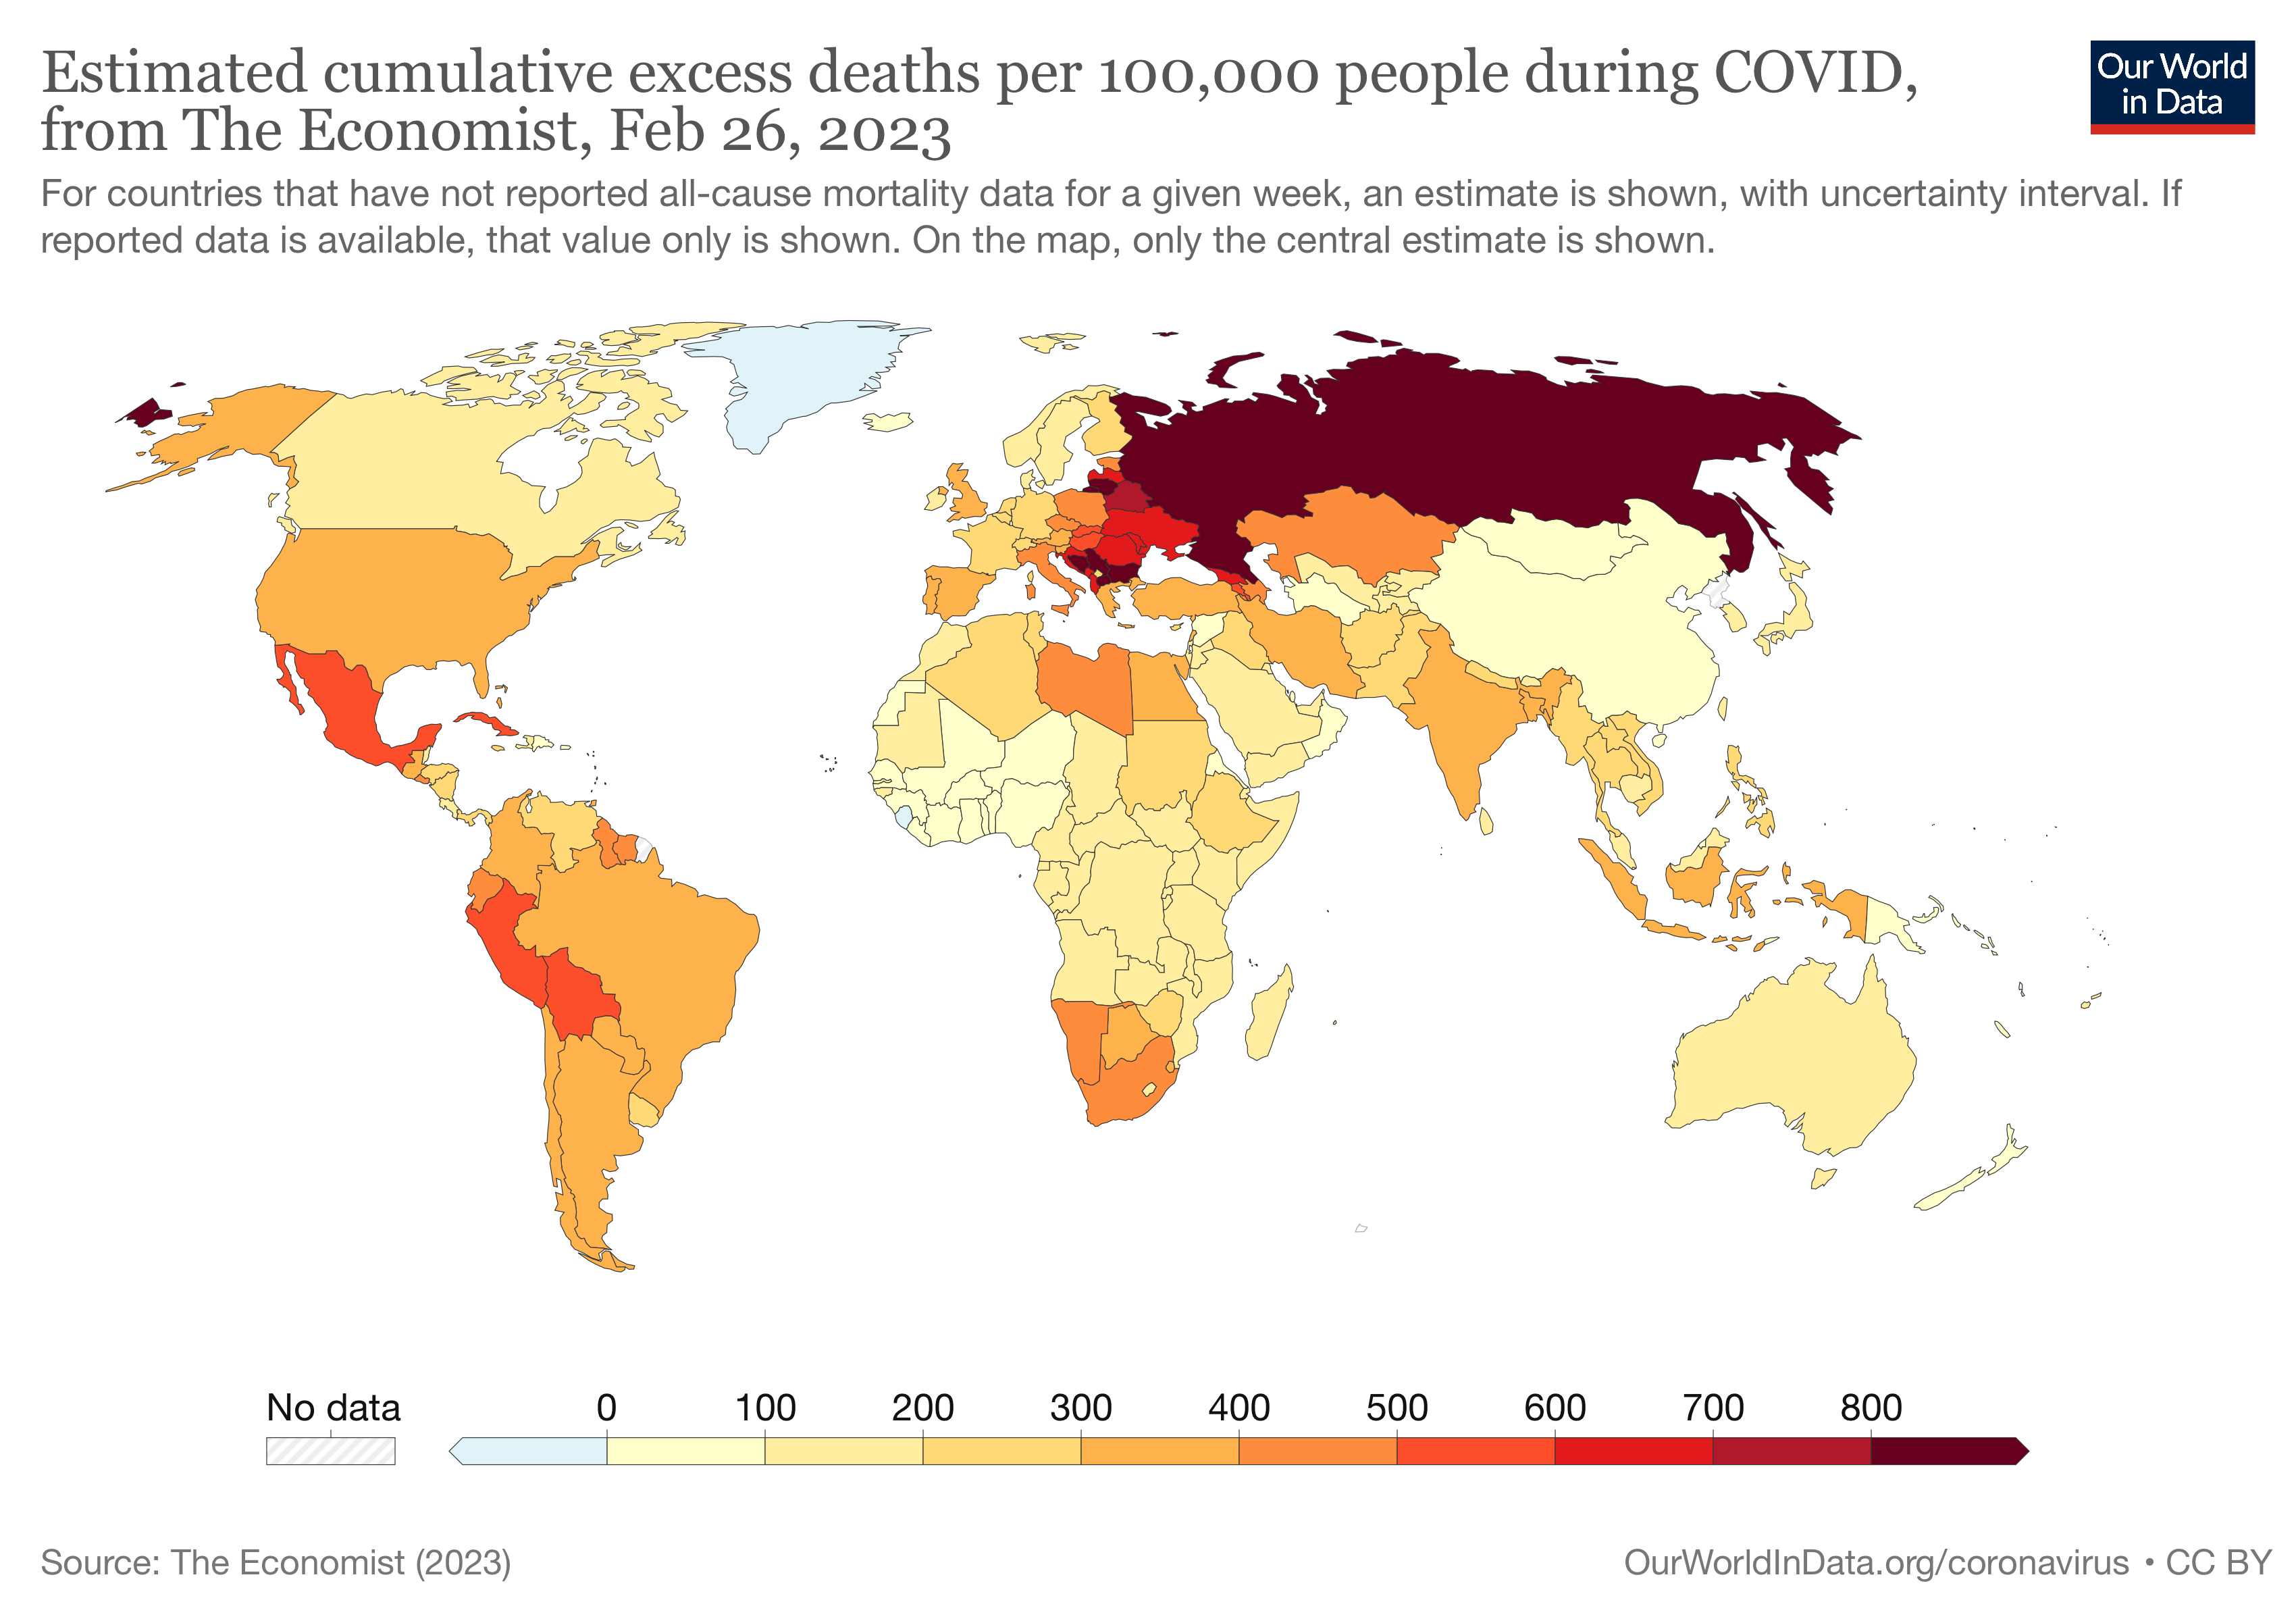 Estimated cumulative excess deaths per 100,000 people during COVID,
from The Economist, Feb 26, 2023
Our World
in Data
For countries that have not reported all-cause mortality data for a given week, an estimate is shown, with uncertainty interval. If
reported data is available, that value only is shown. On the map, only the central estimate is shown.
No data
0 100 200 300 400 500 600 700 800
Source: The Economist (2023)
OurWorldInData.org/coronavirus • CC BY